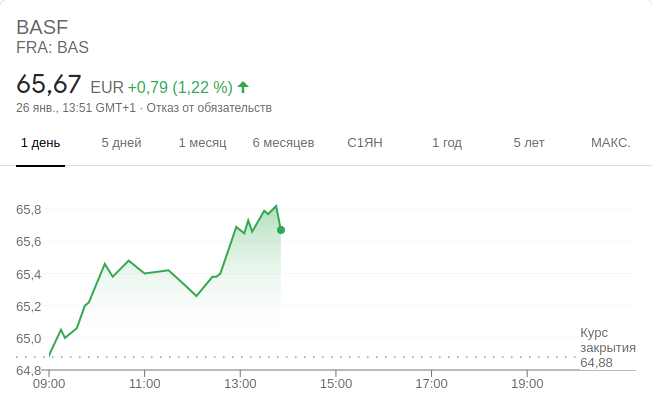 BASF
FRA: BAS
65,67 EUR +0,79 (1,22 %)
26 янв., 13:51 GMT+1 · Отказ от обязательств
1 день 5 дней 1 месяц 6 месяцев С1ЯН 1 год 5 лет МАКС.
65,8
65,6
65,4
65,2
65,0
64,8
Курс
закрытия
64,88
09:00 11:00 13:00 15:00 17:00 19:00